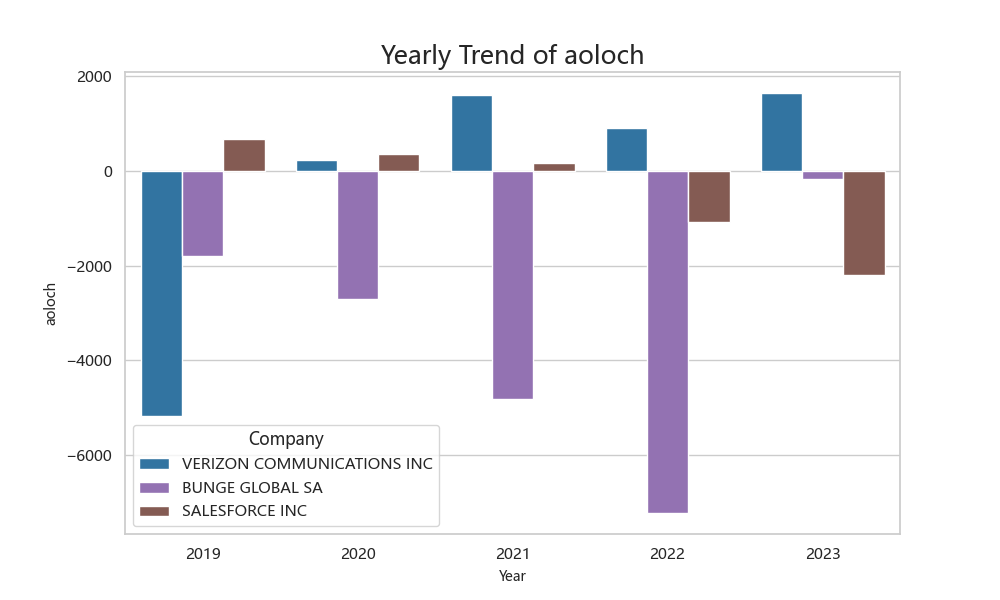 Yearly Trend of aoloch
2000
0
−2000
−4000
−6000
aoloch
Company
VERIZON COMMUNICATIONS INC
BUNGE GLOBAL SA
SALESFORCE INC
2019 2020 2021 2022 2023
Year